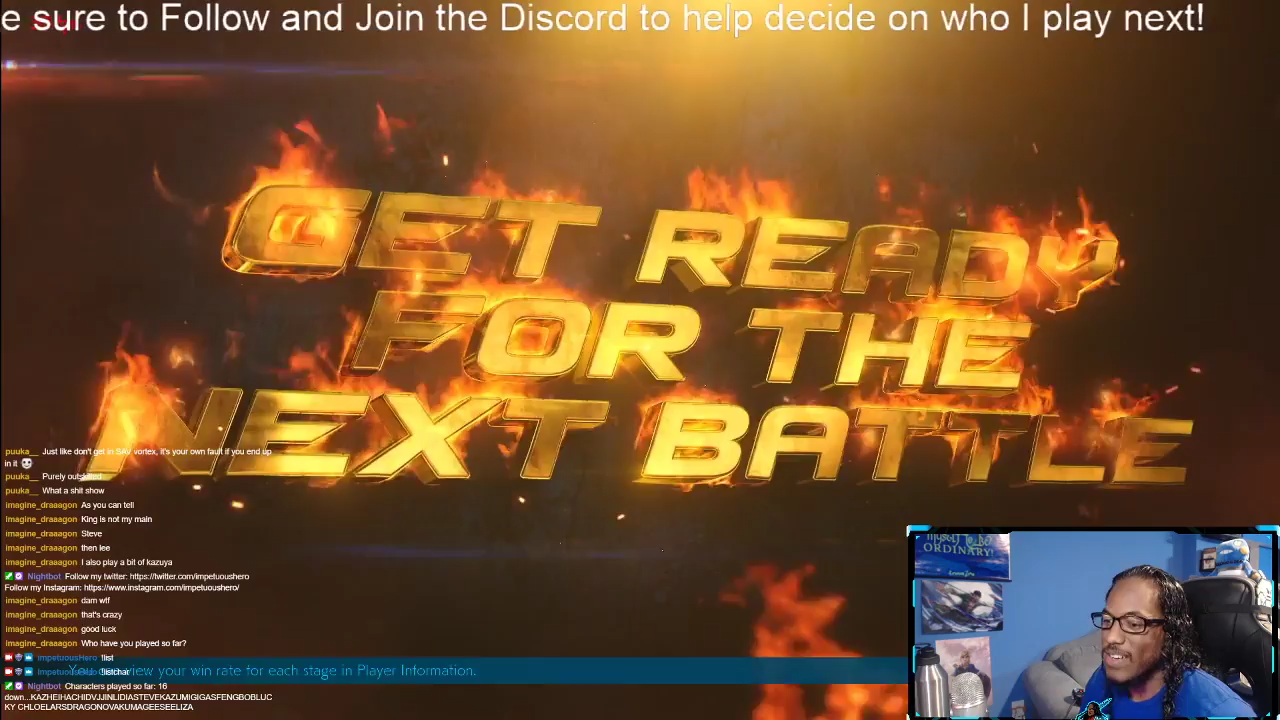 e sure to Follow and Join the Discord to help decide on who I play next!
GET READY
FOR THE
NEXT BATTLE
puuka__ Just like don't get in SAV vortex, it's your own fault if you end up
in it
puuka__ Purely outskilled
puuka__ What a shit show
imagine_draaagon As you can tell
imagine_draaagon King is not my main
imagine_draaagon Steve
imagine_draaagon then lee
imagine_draaagon I also play a bit of kazuya
Nightbot Follow my twitter: https://twitter.com/impetuoushero
Follow my Instagram: https://www.instagram.com/impetuoushero/
imagine_draaagon dam wtf
imagine_draaagon that's crazy
imagine_draaagon good luck
imagine_draaagon Who have you played so far?
ImpetuousHero !list
ImpetuousHero !listchar
You view your win rate for each stage in Player Information.
Nightbot Characters played so far: 16
down...KAZHEIHACHIDVJJINLIDIASTEVEKAZUMIGIGASFENGBOBLUC
KY CHLOELARSDRAGONOVAKUMAGEESEELIZA
ORDINARY!